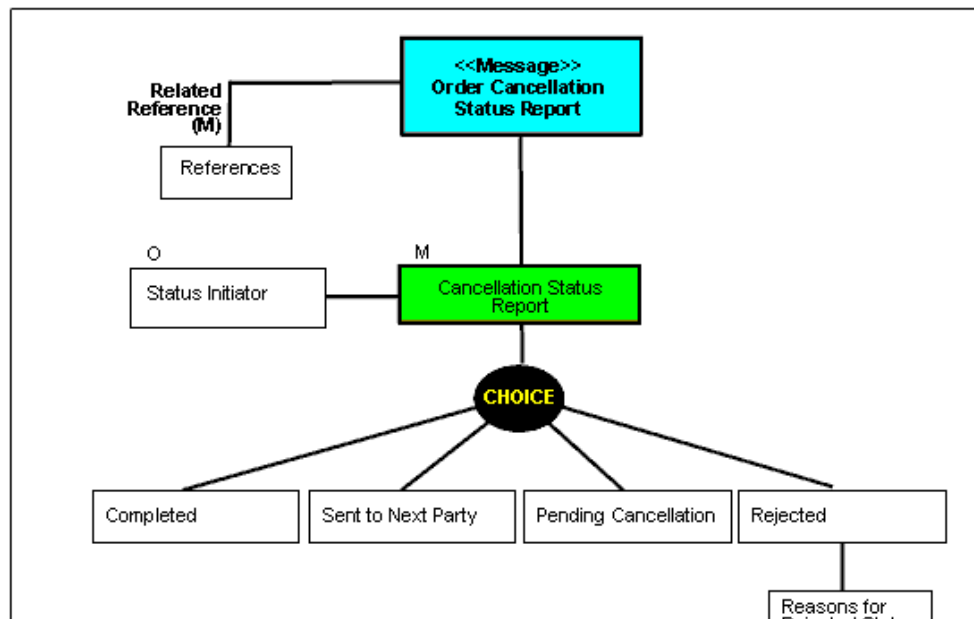 <<Message>>
Order Cancellation
Status Report
Related
Reference
(M)
References
O
M
Status Initiator
Cancellation Status
Report
CHOICE
Completed
Sent to Next Party
Pending Cancellation
Rejected
Reasons for